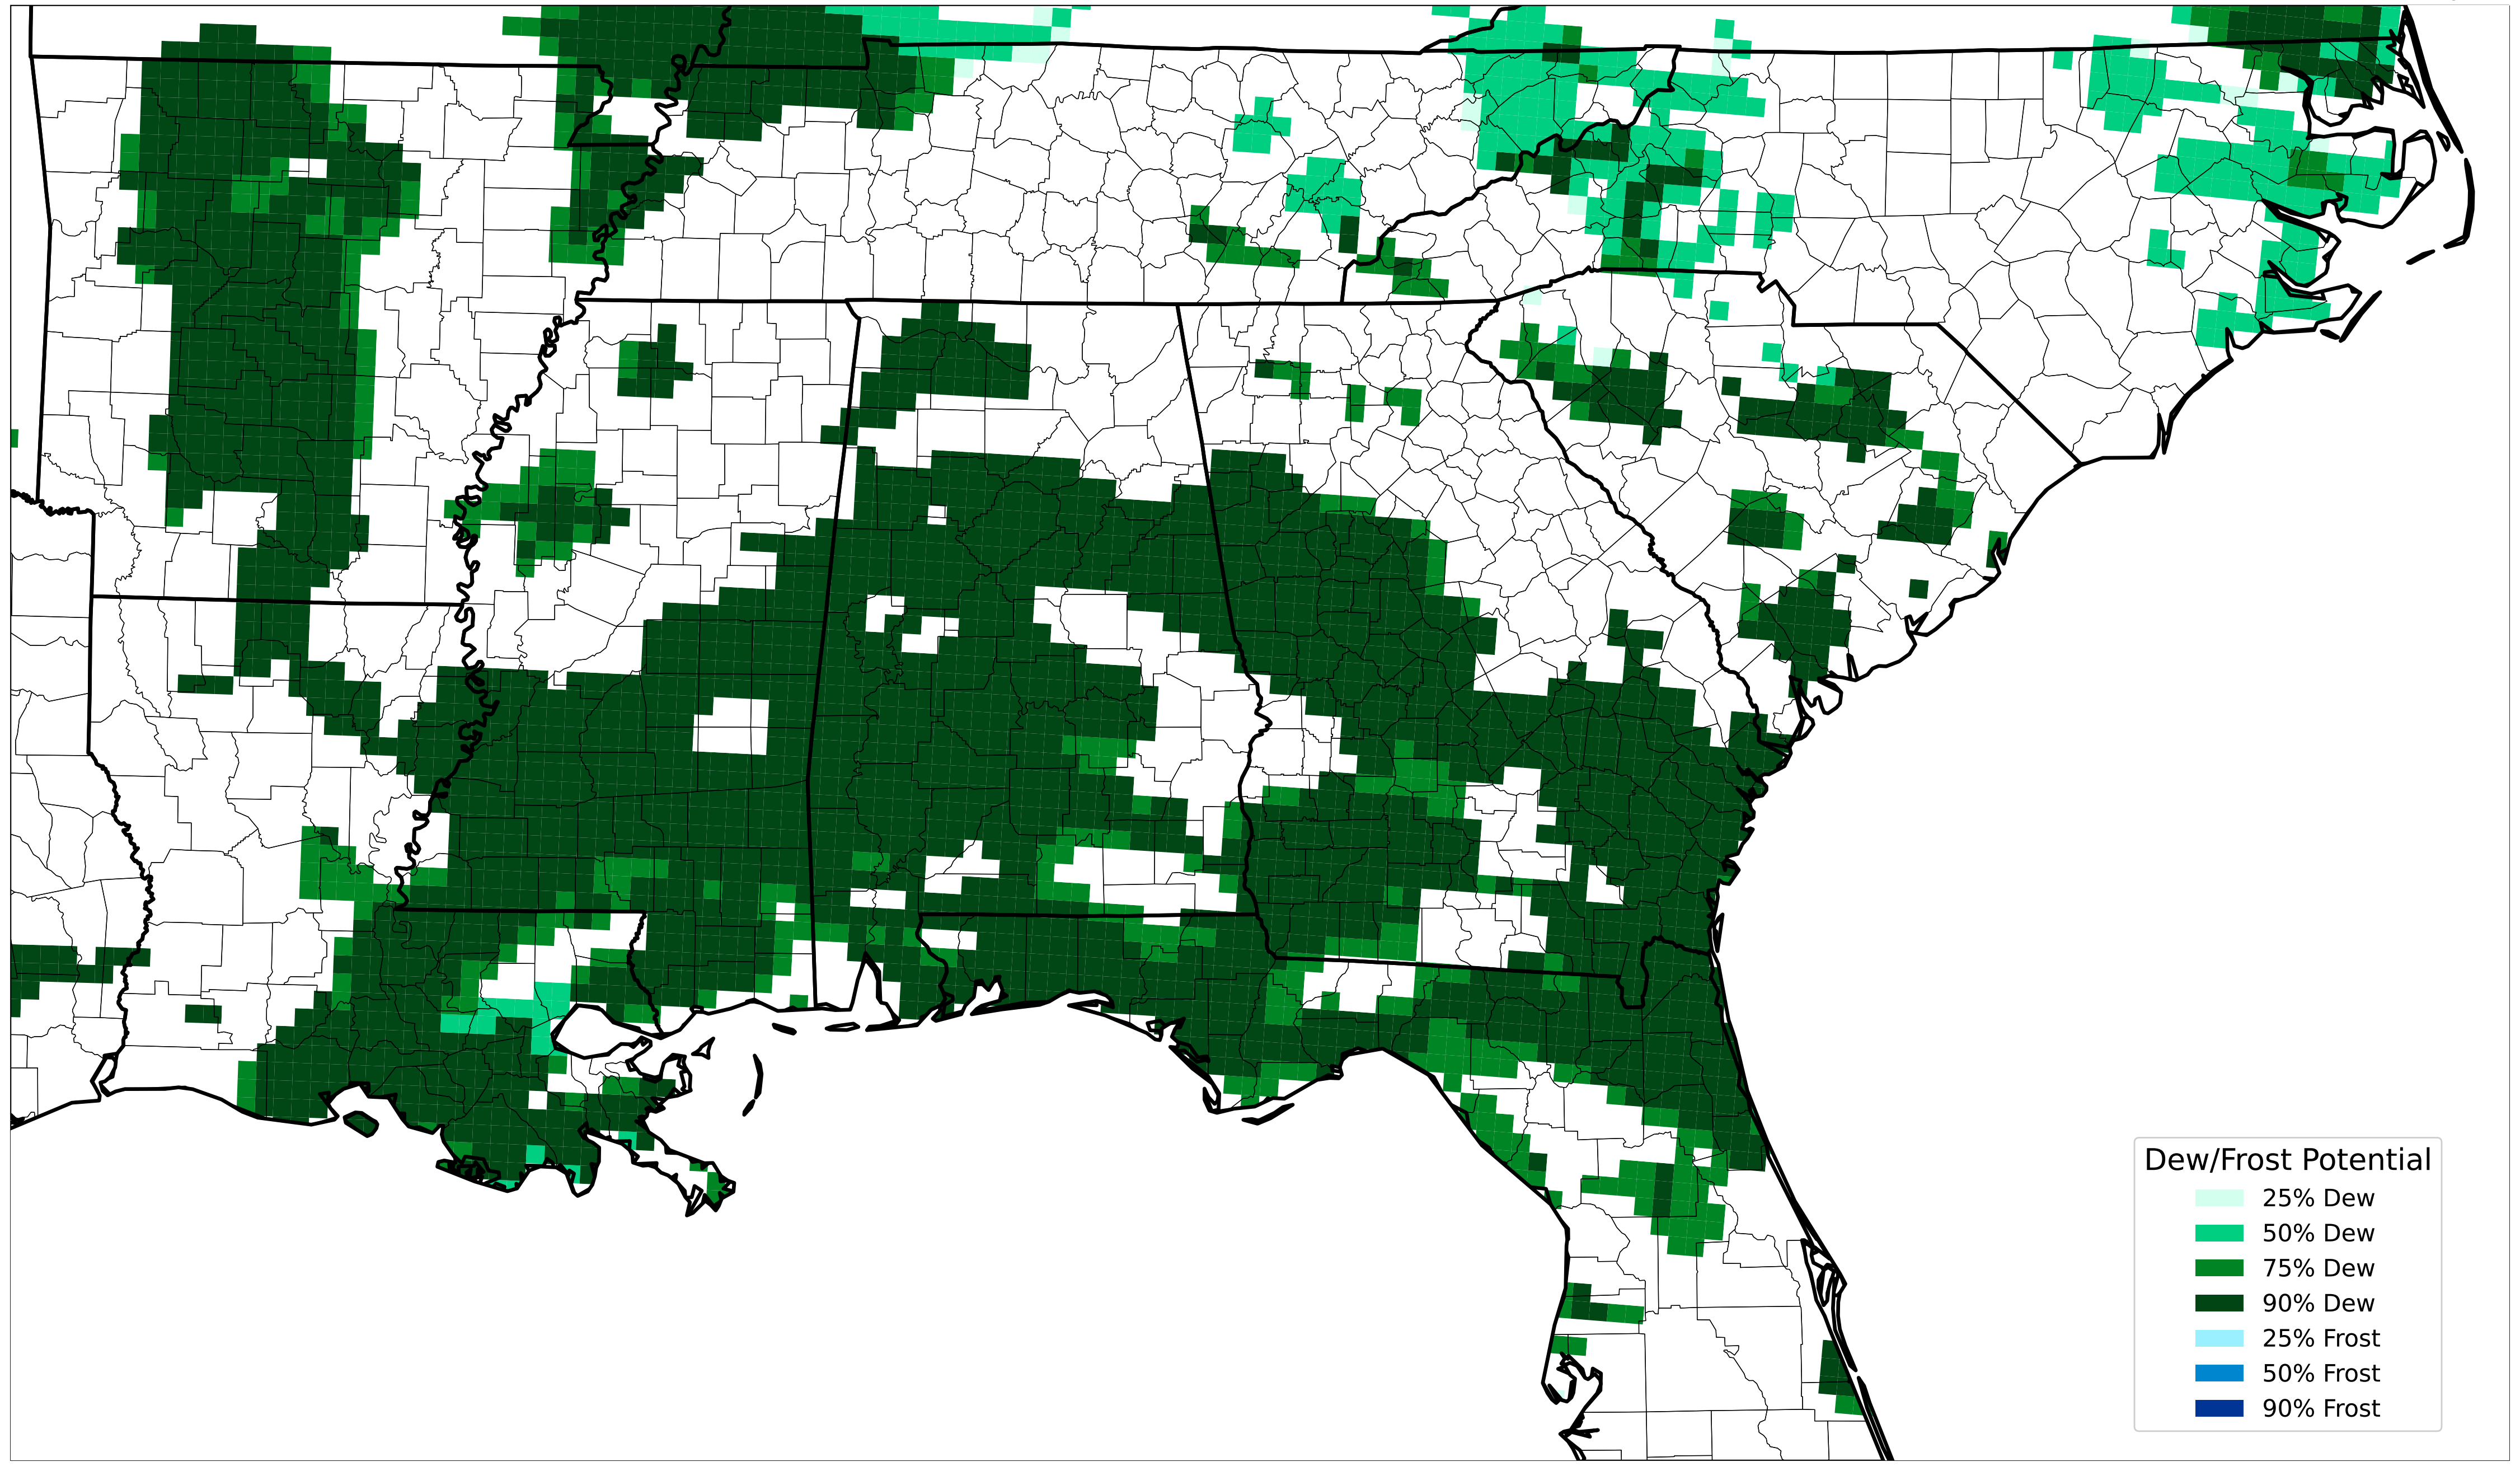 Dew/Frost Potential
25% Dew
50% Dew
75% Dew
90% Dew
25% Frost
50% Frost
90% Frost